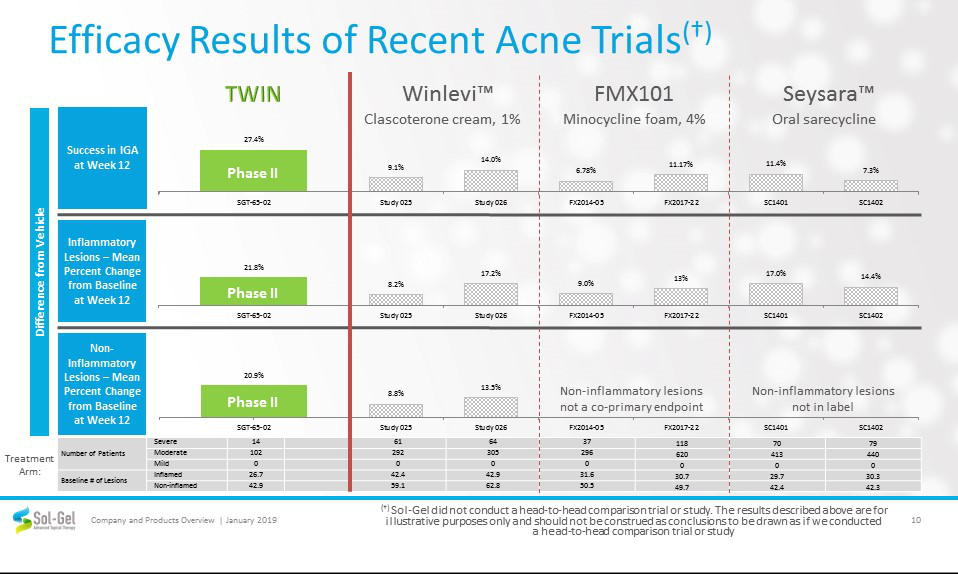 Efficacy Results of Recent Acne Trials(†)
TWIN
Winlevi™
Clascoterone cream, 1%
FMX101
Minocycline foam, 4%
Seysara™
Oral sarecycline
Difference from Vehicle
Success in IGA
at Week 12
27.4%
Phase II
9.1%
14.0%
6.78%
11.17%
11.4%
7.3%
SGT-65-02
Study 025
Study 026
FX2014-05
FX2017-22
SC1401
SC1402
Inflammatory
Lesions – Mean
Percent Change
from Baseline
at Week 12
21.8%
Phase II
8.2%
17.2%
9.0%
13%
17.0%
14.4%
SGT-65-02
Study 025
Study 026
FX2014-05
FX2017-22
SC1401
SC1402
Non-
Inflammatory
Lesions – Mean
Percent Change
from Baseline
at Week 12
20.9%
Phase II
8.8%
13.5%
Non-inflammatory lesions
not a co-primary endpoint
Non-inflammatory lesions
not in label
SGT-65-02
Study 025
Study 026
FX2014-05
FX2017-22
SC1401
SC1402
Treatment
Arm:
Number of Patients
Severe 14 61 64 37 118 70 79
Moderate 102 292 305 296 620 413 440
Mild 0 0 0 0 0 0 0
Baseline # of Lesions
Inflamed 26.7 42.4 42.9 31.6 30.7 29.7 30.3
Non-inflamed 42.9 59.1 62.8 50.5 49.7 42.4 42.3
Sol-Gel
Advanced Topical Therapy
Company and Products Overview | January 2019
(†) Sol-Gel did not conduct a head-to-head comparison trial or study. The results described above are for
illustrative purposes only and should not be construed as conclusions to be drawn as if we conducted
a head-to-head comparison trial or study
10